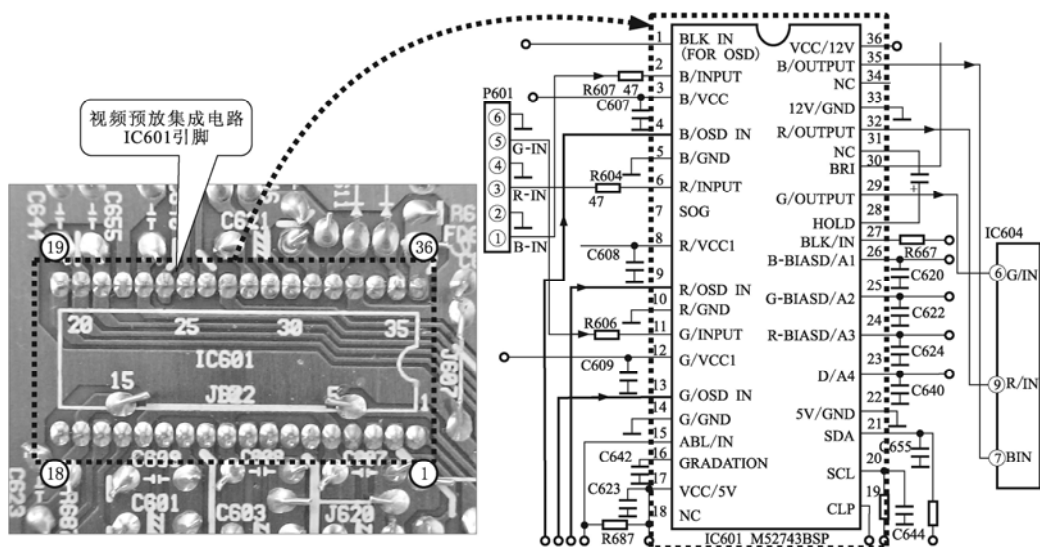 视频预放集成电路
IC601引脚
19
36
18
1
20
25
30
35
IC601
JB02
15
5
1
C644
C655
C621
J607
C609
C608
C607
C601
C603
J620
C623
P601
⑥
⑤
④
③
②
①
G-IN
R-IN
B-IN
R607 47
C607
R604
47
C608
R606
C609
C642
C623
R687
1
2
3
4
5
6
7
8
9
10
11
12
13
14
15
16
17
18
BLK IN
(FOR OSD)
B/INPUT
B/VCC
B/OSD IN
B/GND
R/INPUT
SOG
R/VCC1
R/OSD IN
R/GND
G/INPUT
G/VCC1
G/OSD IN
G/GND
ABL/IN
GRADATION
VCC/5V
NC
VCC/12V
B/OUTPUT
NC
12V/GND
R/OUTPUT
NC
BRI
G/OUTPUT
HOLD
BLK/IN
B-BIASD/A1
G-BIASD/A2
R-BIASD/A3
D/A4
5V/GND
SDA
SCL
CLP
36
35
34
33
32
31
30
29
28
27
26
25
24
23
22
21
20
19
+
R667
C620
C622
C624
C640
C655
C644
IC604
⑥ G/IN
⑨ R/IN
⑦ BIN
IC601 M52743BSP